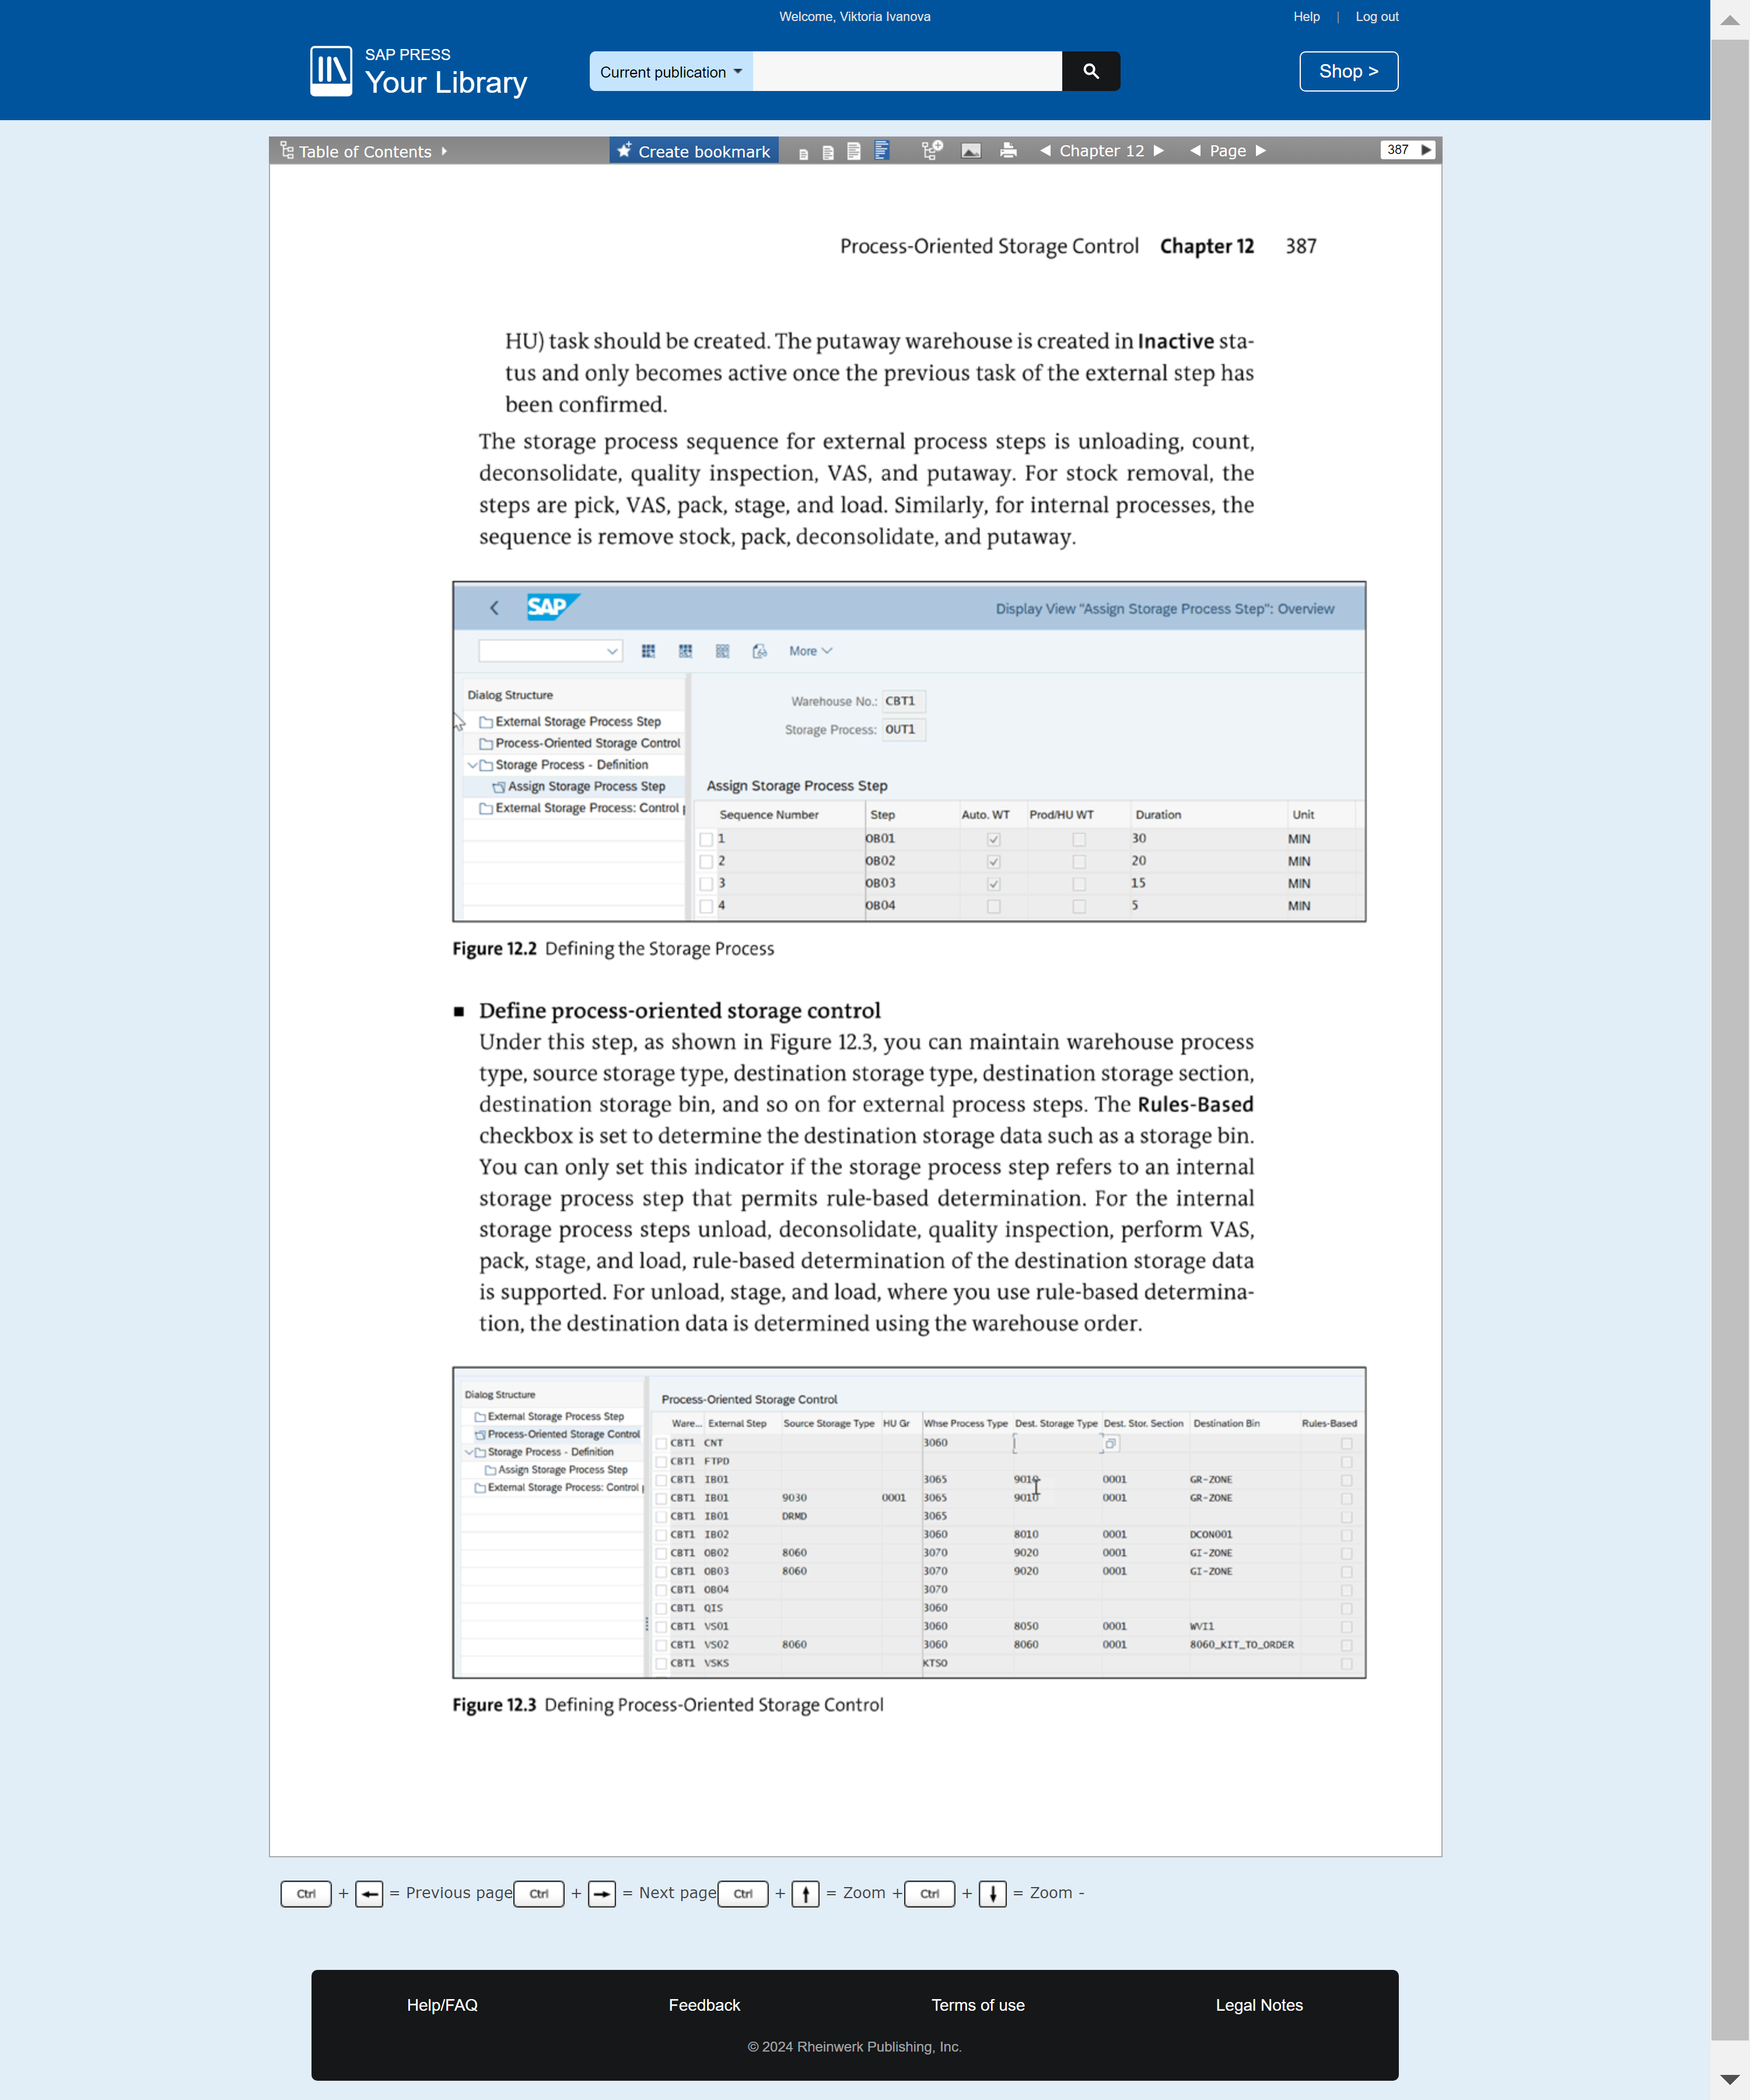 Welcome, Viktoria Ivanova
Help | Log out
SAP PRESS
Your Library
Current publication
Shop >
Table of Contents
Create bookmark
Chapter 12
Page
387
Process-Oriented Storage Control Chapter 12 387
HU) task should be created. The putaway warehouse is created in Inactive sta-
tus and only becomes active once the previous task of the external step has
been confirmed.
The storage process sequence for external process steps is unloading, count,
deconsolidate, quality inspection, VAS, and putaway. For stock removal, the
steps are pick, VAS, pack, stage, and load. Similarly, for internal processes, the
sequence is remove stock, pack, deconsolidate, and putaway.
SAP
Display View "Assign Storage Process Step": Overview
More
Dialog Structure
External Storage Process Step
Process-Oriented Storage Control
Storage Process - Definition
Assign Storage Process Step
External Storage Process: Control
Warehouse No.: CBT1
Storage Process: OUT1
Assign Storage Process Step
Sequence Number Step Auto. WT Prod/HU WT Duration Unit
1 OB01 30 MIN
2 OB02 20 MIN
3 OB03 15 MIN
4 OB04 5 MIN
Figure 12.2 Defining the Storage Process
■ Define process-oriented storage control
Under this step, as shown in Figure 12.3, you can maintain warehouse process
type, source storage type, destination storage type, destination storage section,
destination storage bin, and so on for external process steps. The Rules-Based
checkbox is set to determine the destination storage data such as a storage bin.
You can only set this indicator if the storage process step refers to an internal
storage process step that permits rule-based determination. For the internal
storage process steps unload, deconsolidate, quality inspection, perform VAS,
pack, stage, and load, rule-based determination of the destination storage data
is supported. For unload, stage, and load, where you use rule-based determina-
tion, the destination data is determined using the warehouse order.
Dialog Structure
External Storage Process Step
Process-Oriented Storage Control
Storage Process - Definition
Assign Storage Process Step
External Storage Process: Control
Process-Oriented Storage Control
Ware... External Step Source Storage Type HU Gr Whse Process Type Dest. Storage Type Dest. Stor. Section Destination Bin Rules-Based
CBT1 CNT 3060
CBT1 FTPD
CBT1 IB01 3065 9010 0001 GR-ZONE
CBT1 IB01 9030 0001 3065 9010 0001 GR-ZONE
CBT1 IB01 DRMD 3065
CBT1 IB02 3060 8010 0001 DCON001
CBT1 OB02 8060 3070 9020 0001 GI-ZONE
CBT1 OB03 8060 3070 9020 0001 GI-ZONE
CBT1 OB04 3070
CBT1 QIS 3060
CBT1 VS01 3060 8050 0001 WVI1
CBT1 VS02 8060 3060 8060 0001 8060_KIT_TO_ORDER
CBT1 VSKS KTSO
Figure 12.3 Defining Process-Oriented Storage Control
Ctrl + ← = Previous page Ctrl + → = Next page Ctrl + ↑ = Zoom + Ctrl + ↓ = Zoom -
Help/FAQ Feedback Terms of use Legal Notes
© 2024 Rheinwerk Publishing, Inc.